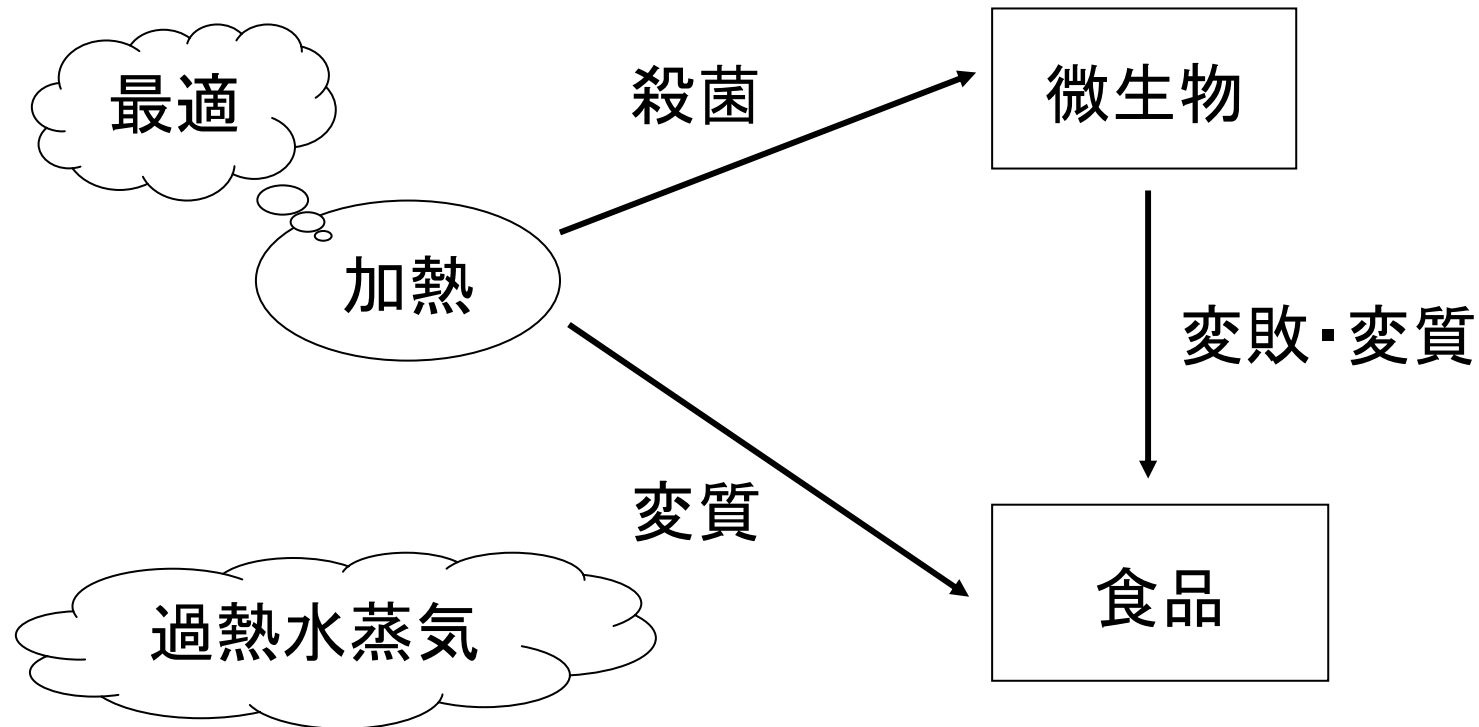 最適
殺菌
微生物
加熱
変敗・変質
変質
食品
過熱水蒸気